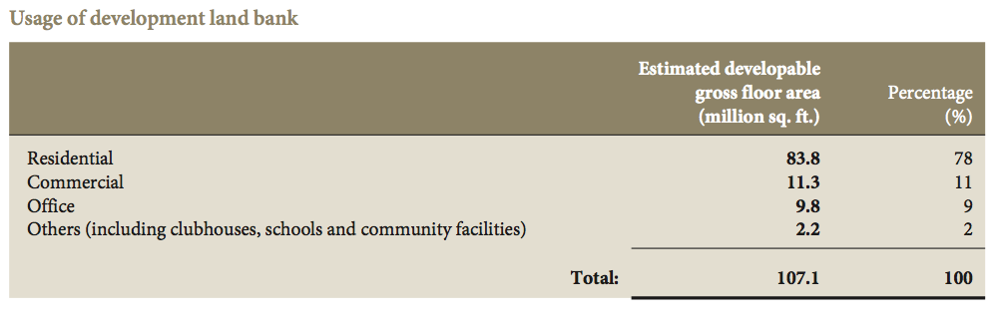 Usage of development land bank
Estimated developable
gross floor area Percentage
(million sq. ft.) (%)
Residential 83.8 78
Commercial 11.3 11
Office 9.8 9
Others (including clubhouses, schools and community facilities) 2.2 2
Total: 107.1 100